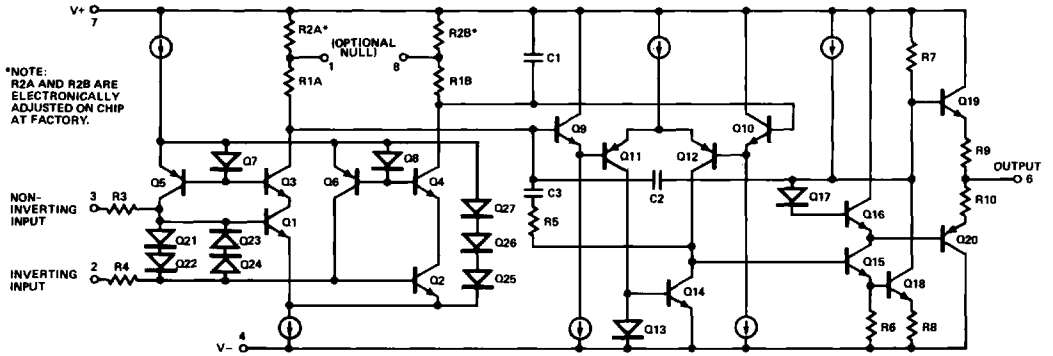 V+
7
R2A*
(OPTIONAL
NULL)
R2B*
1
8
R1A
R1B
C1
R7
*NOTE:
R2A AND R2B ARE
ELECTRONICALLY
ADJUSTED ON CHIP
AT FACTORY.
Q9
Q10
Q19
Q7
Q8
Q11
Q12
R9
Q5
Q3
Q6
Q4
OUTPUT
6
NON-
INVERTING
INPUT
3
R3
Q1
Q27
C3
C2
Q17
R10
R5
Q16
Q21
Q23
Q26
Q20
Q22
Q24
INVERTING
INPUT
2
R4
Q2
Q25
Q14
Q15
Q18
Q13
R6
R8
V–
4